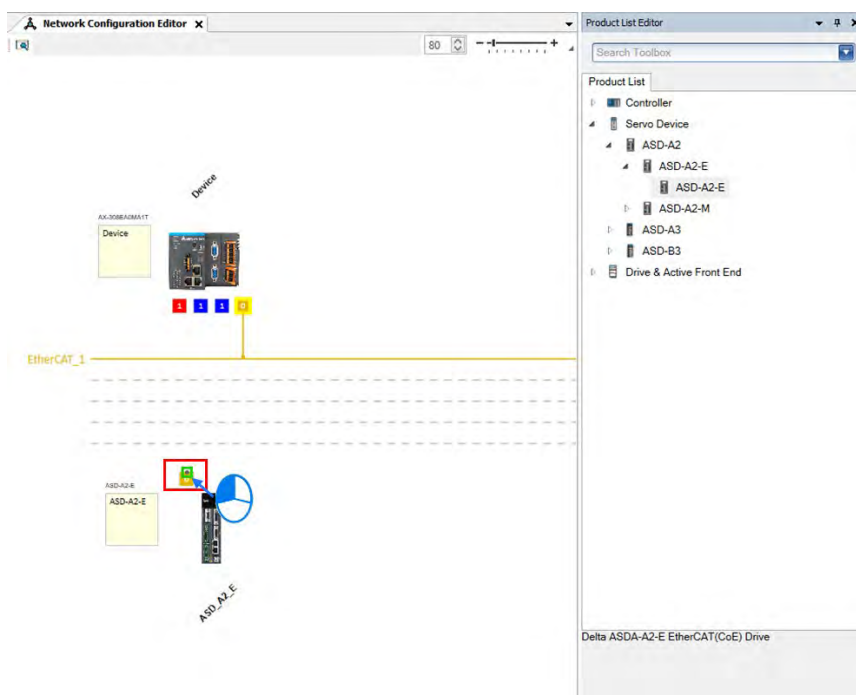 Network Configuration Editor
80
Device
AX-308EA0MA1T
Device
1 1 1 0
EtherCAT_1
ASD-A2-E
ASD-A2-E
ASD_A2_E
Product List Editor
Search Toolbox
Product List
Controller
Servo Device
ASD-A2
ASD-A2-E
ASD-A2-E
ASD-A2-M
ASD-A3
ASD-B3
Drive & Active Front End
Delta ASDA-A2-E EtherCAT(CoE) Drive